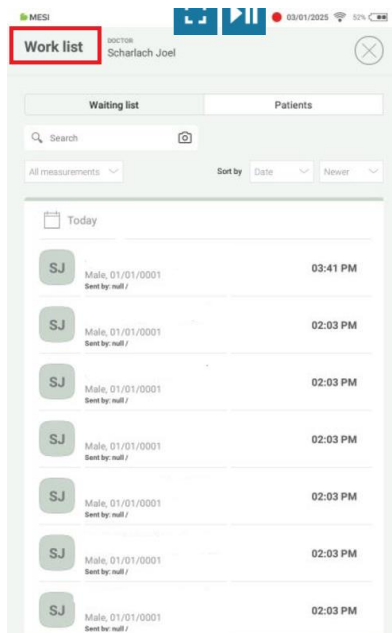 MESI
03/01/2025 52%
Work list
DOCTOR
Scharlach Joel
Waiting list Patients
Search
All measurements Sort by Date Newer
Today
SJ 03:41 PM
Male, 01/01/0001
Sent by: null /
SJ 02:03 PM
Male, 01/01/0001
Sent by: null /
SJ 02:03 PM
Male, 01/01/0001
Sent by: null /
SJ 02:03 PM
Male, 01/01/0001
Sent by: null /
SJ 02:03 PM
Male, 01/01/0001
Sent by: null /
SJ 02:03 PM
Male, 01/01/0001
Sent by: null /
SJ 02:03 PM
Male, 01/01/0001
Sent by: null /